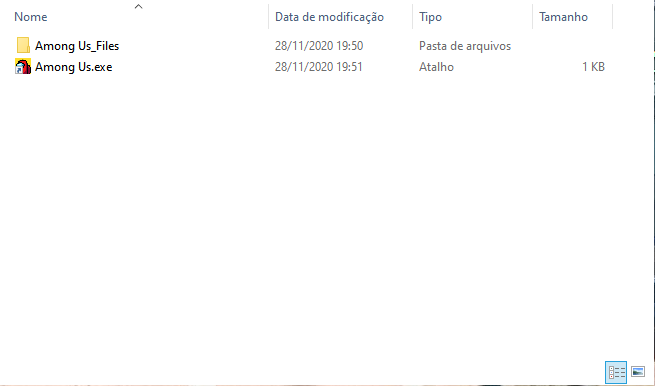 Nome Data de modificação Tipo Tamanho
Among Us_Files 28/11/2020 19:50 Pasta de arquivos
Among Us.exe 28/11/2020 19:51 Atalho 1 KB